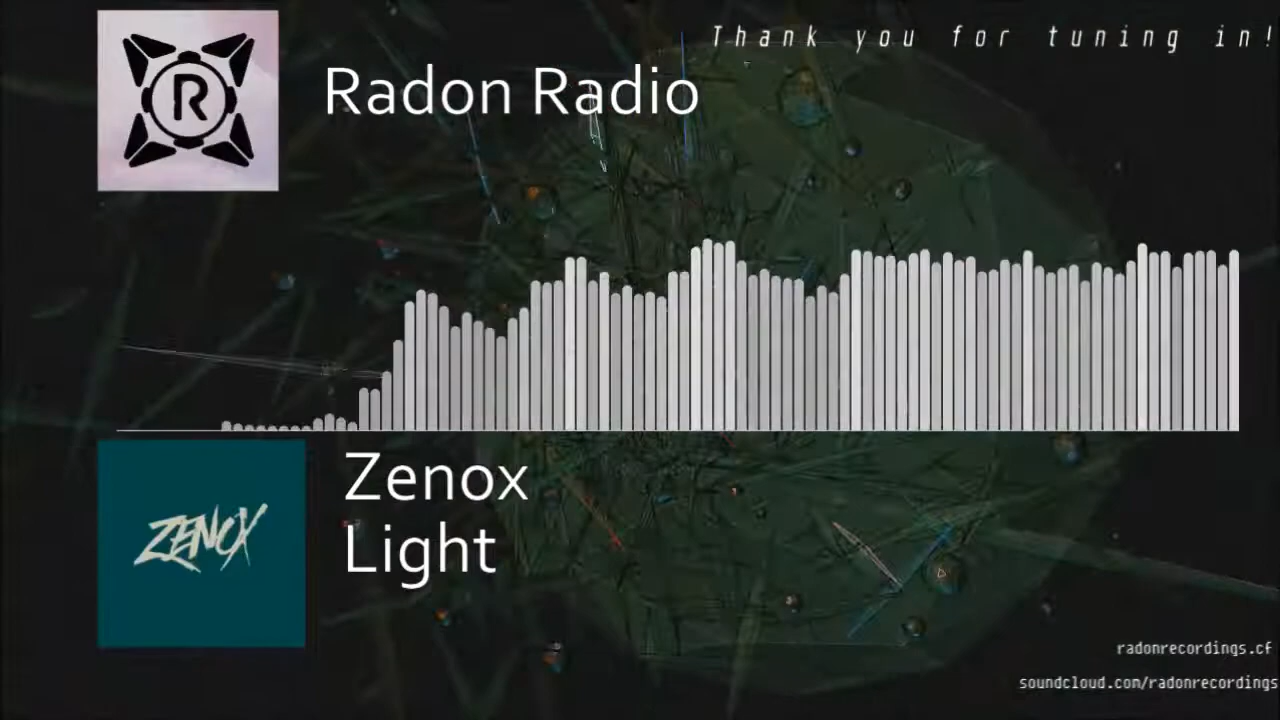 Thank you for tuning in!
R
Radon Radio
Zenox
Light
ZENOX
radonrecordings.cf
soundcloud.com/radonrecordings